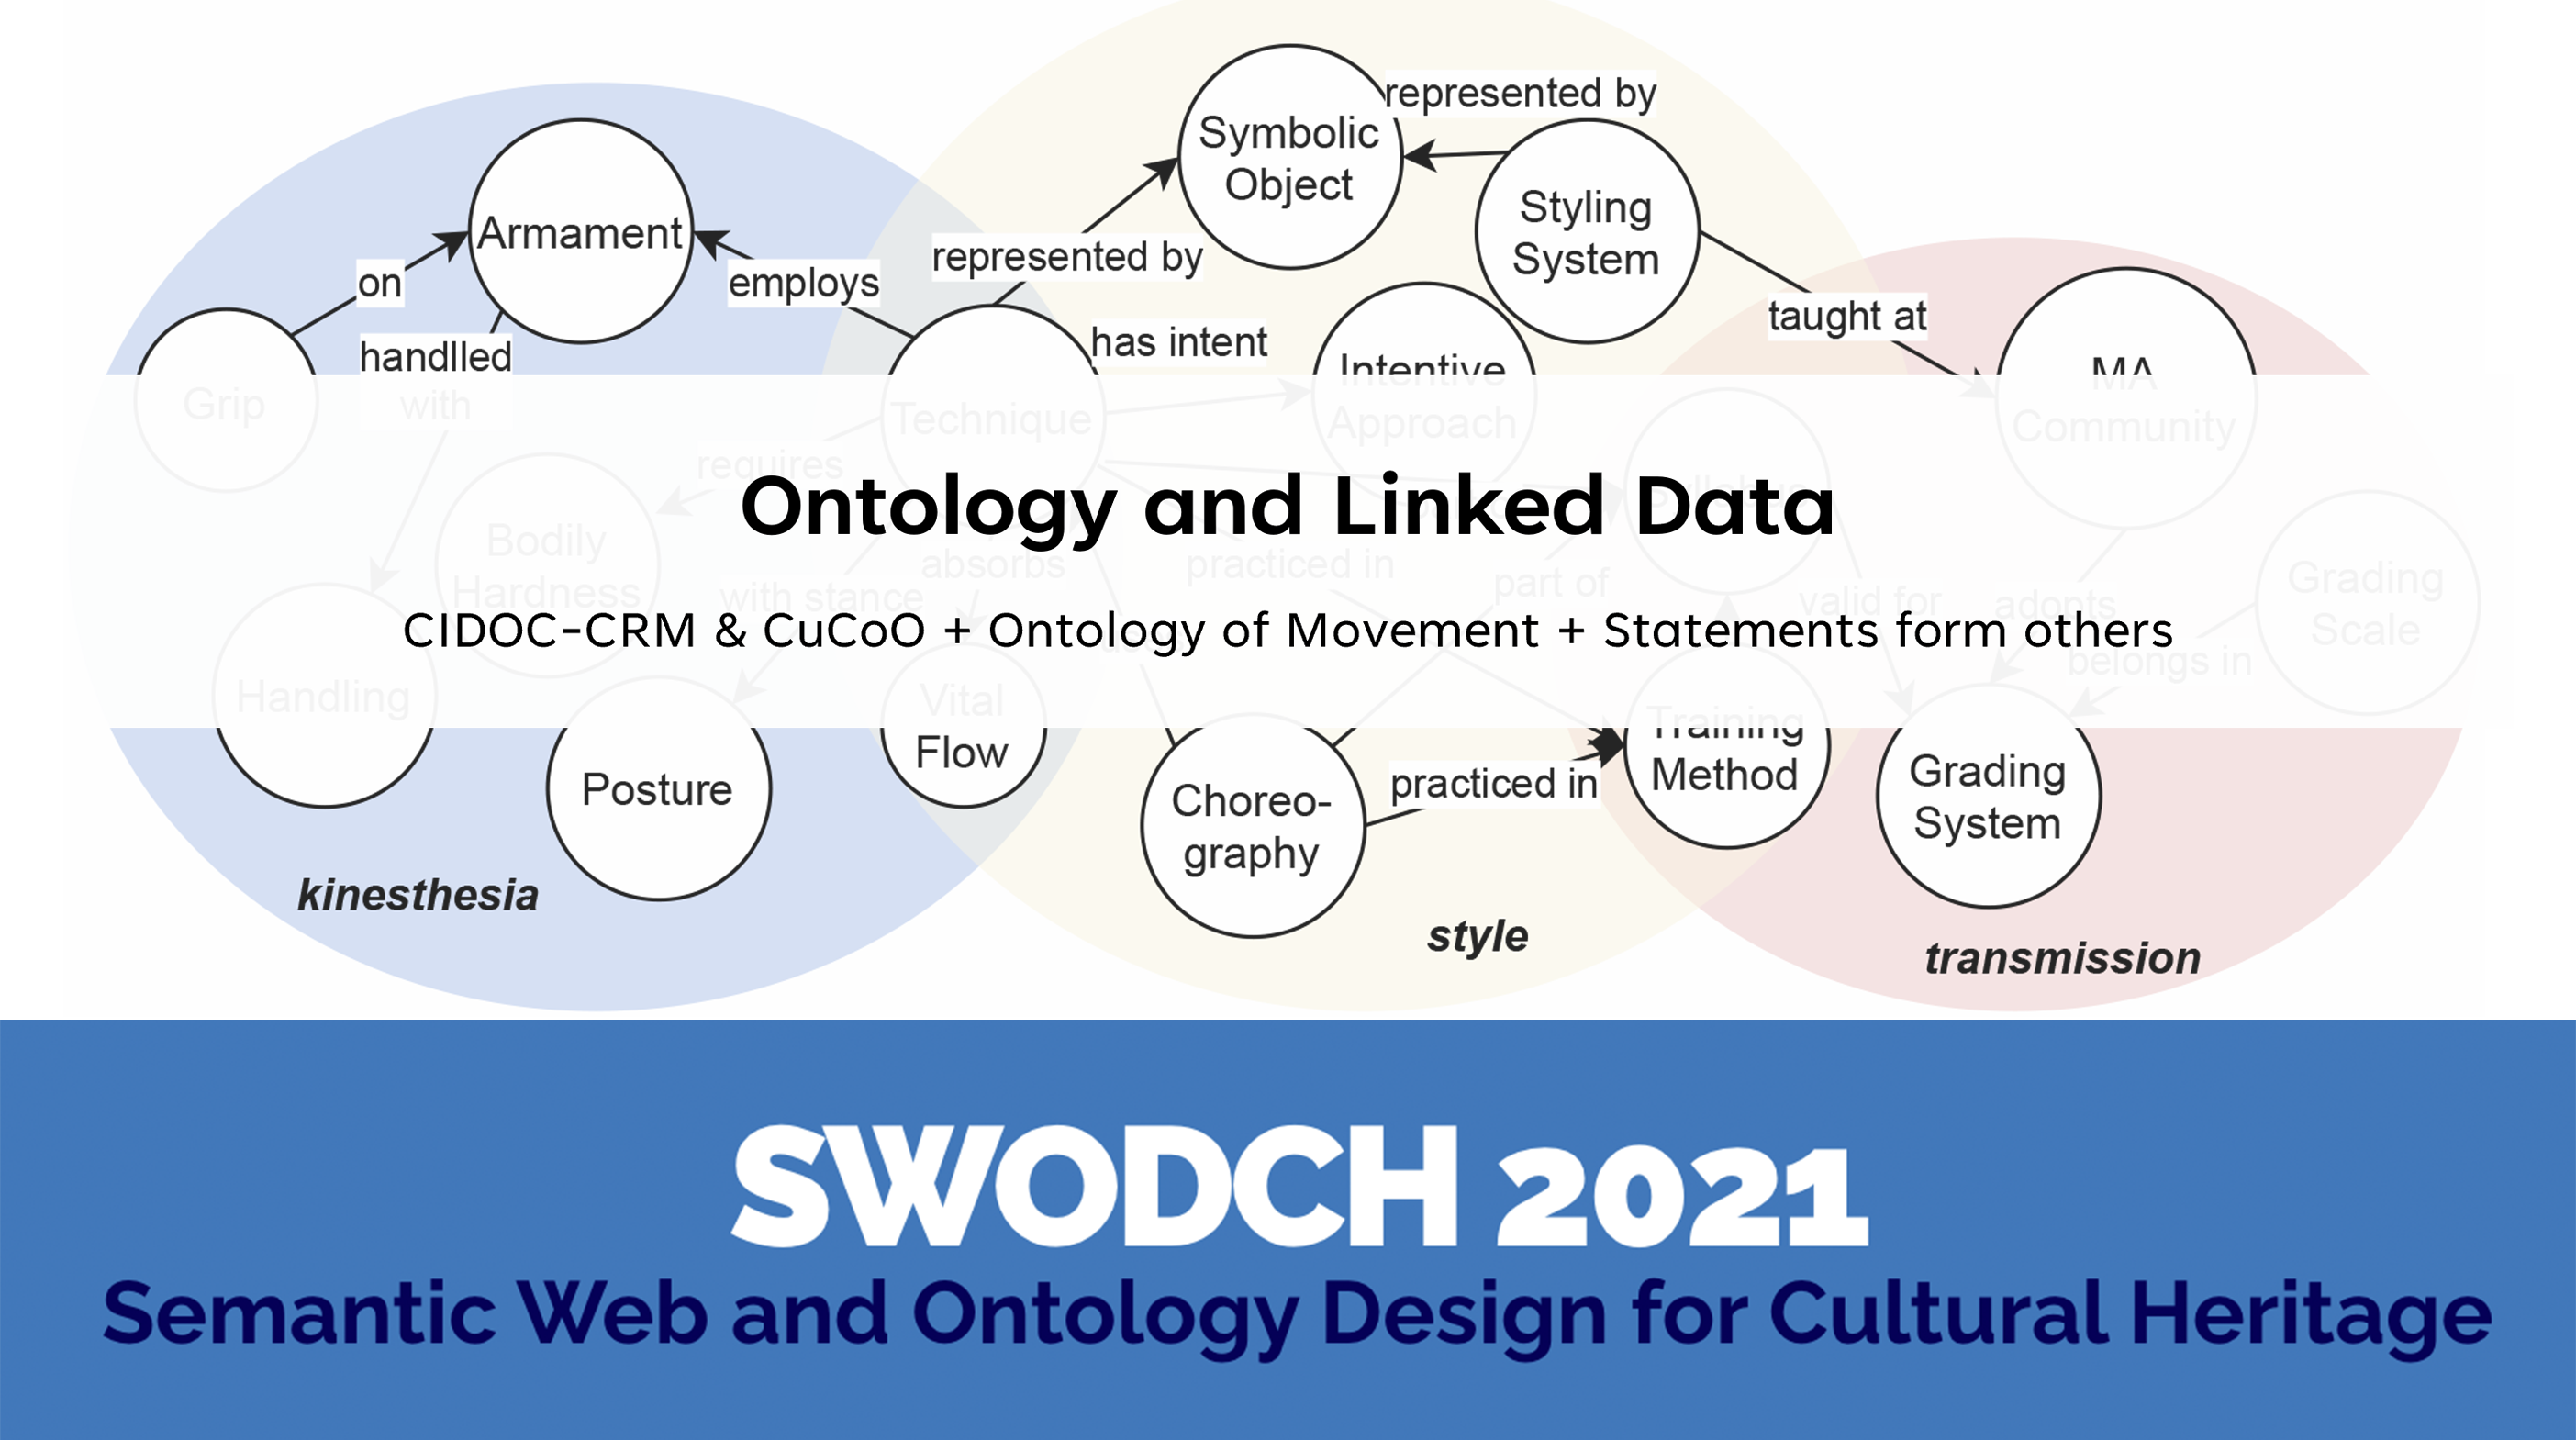 represented by
Symbolic
Object
Styling
System
Armament
represented by
on
employs
taught at
has intent
handlled
with
Intentive
Approach
MA
Community
Grip
Technique
requires
Ontology and Linked Data
Bodily
Hardness
absorbs
practiced in
part of
with stance
valid for
adopts
Grading
Scale
CIDOC-CRM & CuCoO + Ontology of Movement + Statements form others
belongs in
Handling
Vital
Flow
Posture
Training
Method
practiced in
Choreo-
graphy
Grading
System
kinesthesia
style
transmission
SWODCH 2021
Semantic Web and Ontology Design for Cultural Heritage